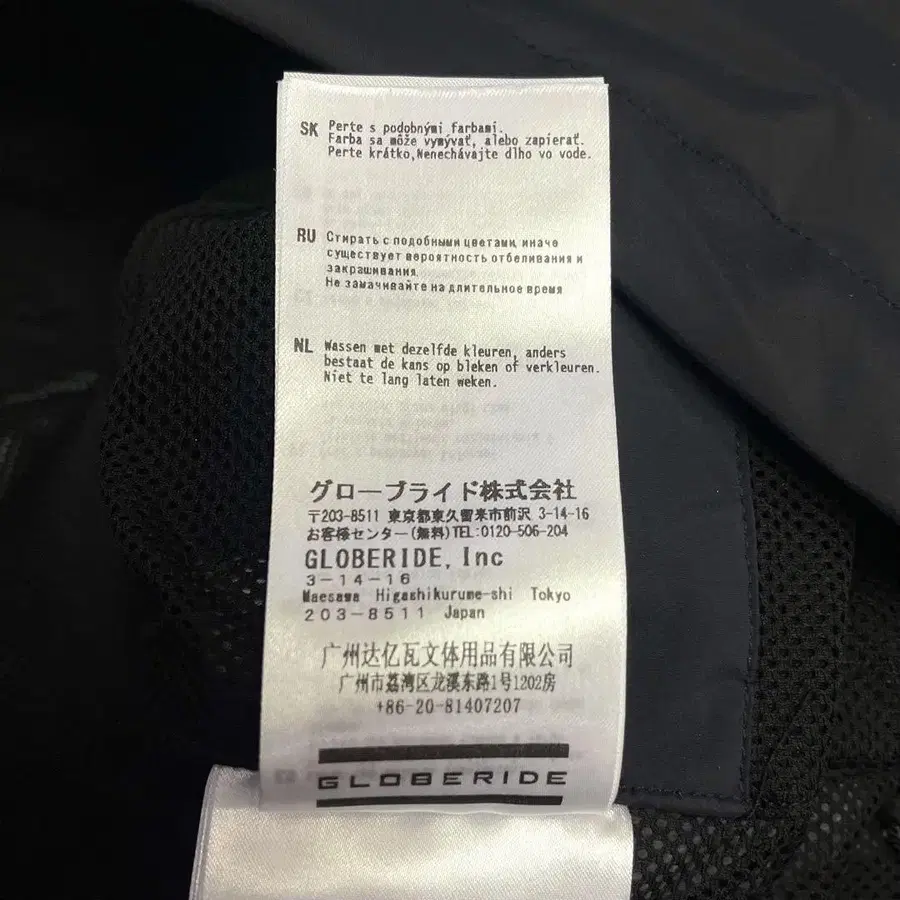 SK Perte s podobnými farbami.
Farba sa môže vymývať, alebo zapierať.
Perte krátko,Nenechávajte dlho vo vode.
RU Стирать с подобными цветами, иначе
существует вероятность отбеливания и
закрашивания.
Не замачивайте на длительное время
NL Wassen met dezelfde kleuren, anders
bestaat de kans op bleken of verkleuren.
Niet te lang laten weken.
グローブライド株式会社
〒203-8511 東京都東久留米市前沢 3-14-16
お客様センター(無料)TEL:0120-506-204
GLOBERIDE, Inc
3-14-16
Maesawa Higashikurume-shi Tokyo
203-8511 Japan
广州达亿瓦文体用品有限公司
广州市荔湾区龙溪东路1号1202房
+86-20-81407207
GLOBERIDE